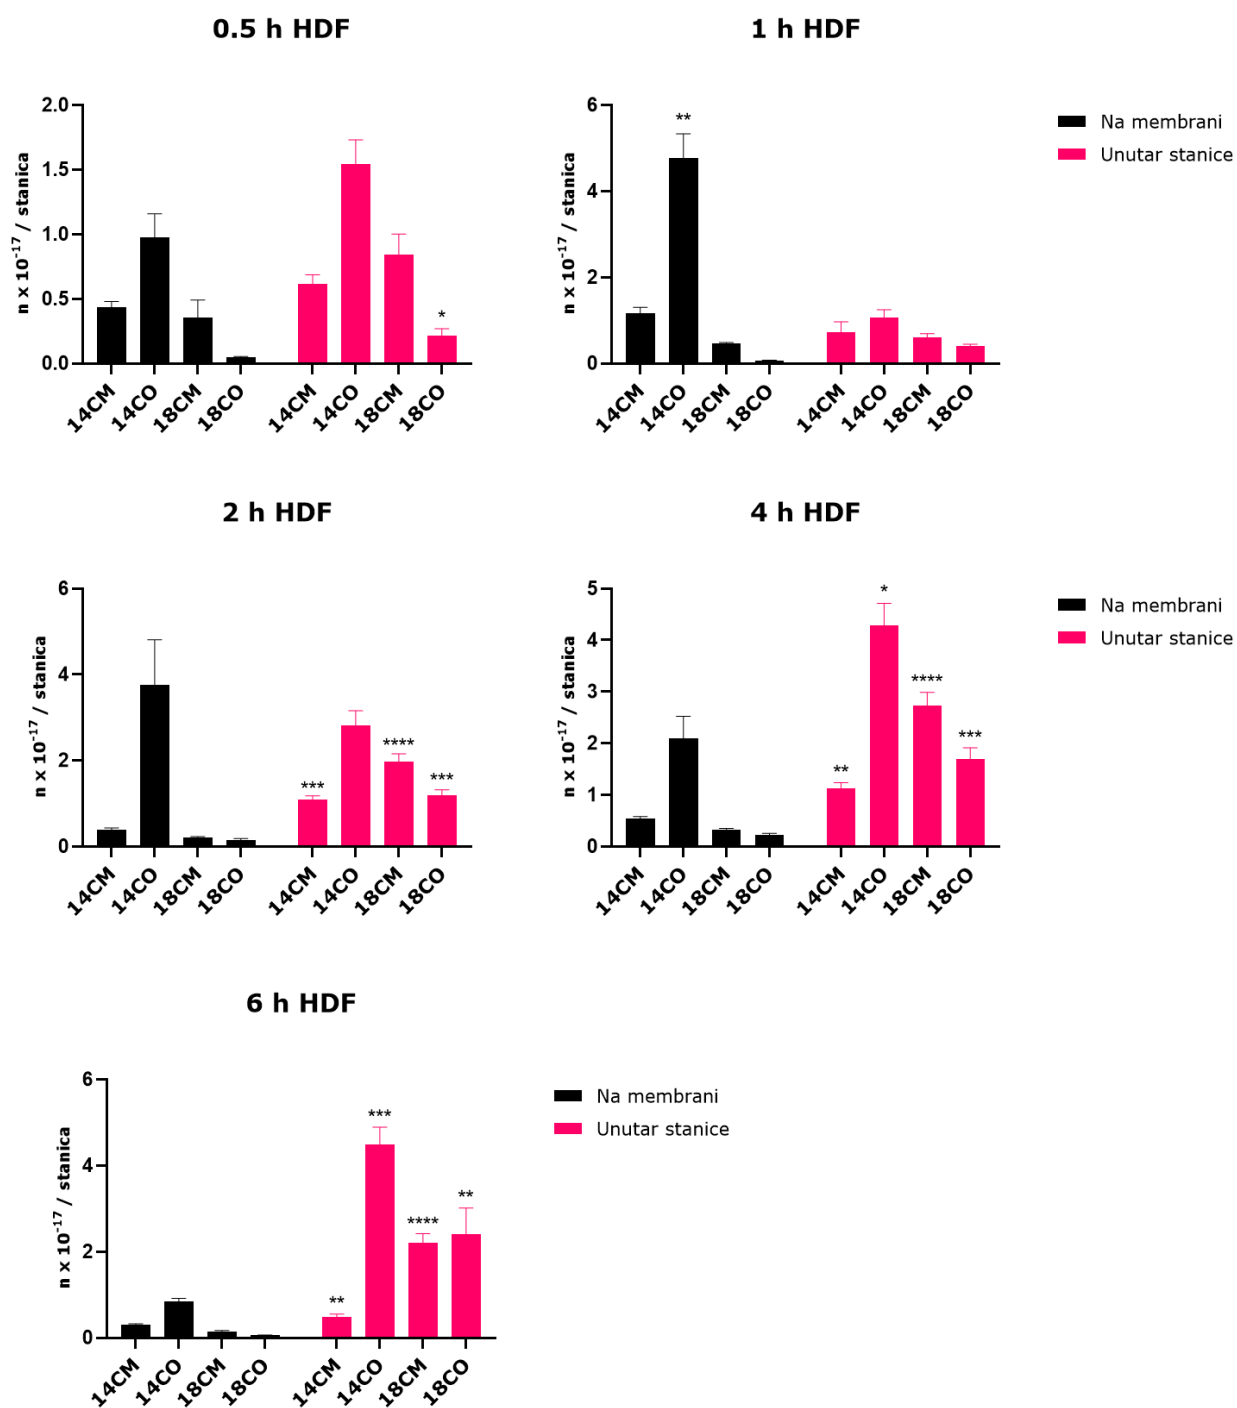 0.5 h HDF
n x 10⁻¹⁷ / stanica
2.0
1.5
1.0
0.5
0.0
*
14CM 14CO 18CM 18CO 14CM 14CO 18CM 18CO
1 h HDF
6
4
2
0
**
14CM 14CO 18CM 18CO 14CM 14CO 18CM 18CO
n x 10⁻¹⁷ / stanica
Na membrani
Unutar stanice
2 h HDF
n x 10⁻¹⁷ / stanica
6
4
2
0
*** **** ***
14CM 14CO 18CM 18CO 14CM 14CO 18CM 18CO
4 h HDF
n x 10⁻¹⁷ / stanica
5
4
3
2
1
0
** * **** ***
14CM 14CO 18CM 18CO 14CM 14CO 18CM 18CO
Na membrani
Unutar stanice
6 h HDF
n x 10⁻¹⁷ / stanica
6
4
2
0
** *** **** **
14CM 14CO 18CM 18CO 14CM 14CO 18CM 18CO
Na membrani
Unutar stanice